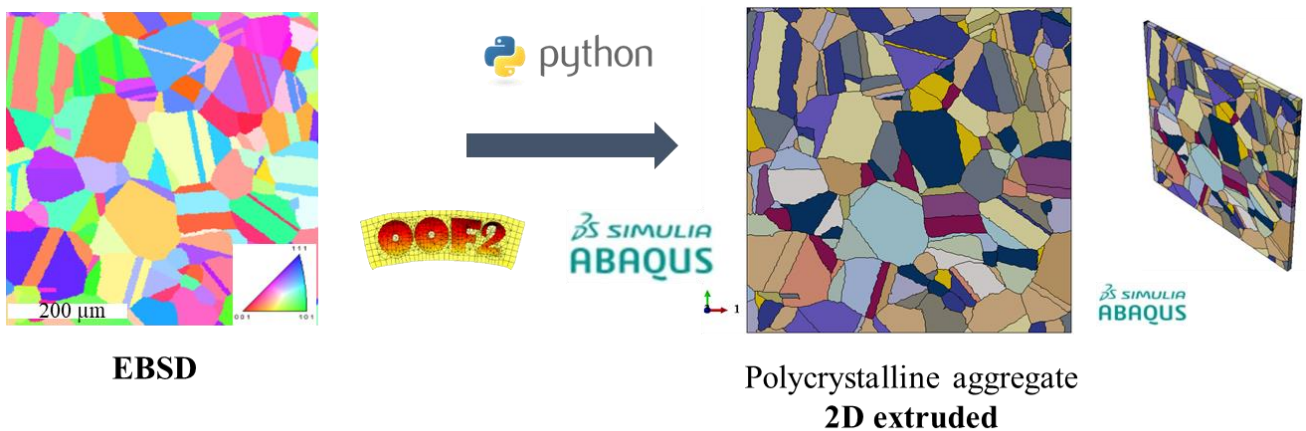 python
OOF2
SIMULIA
ABAQUS
111
001
101
200 μm
EBSD
1
SIMULIA
ABAQUS
Polycrystalline aggregate
2D extruded